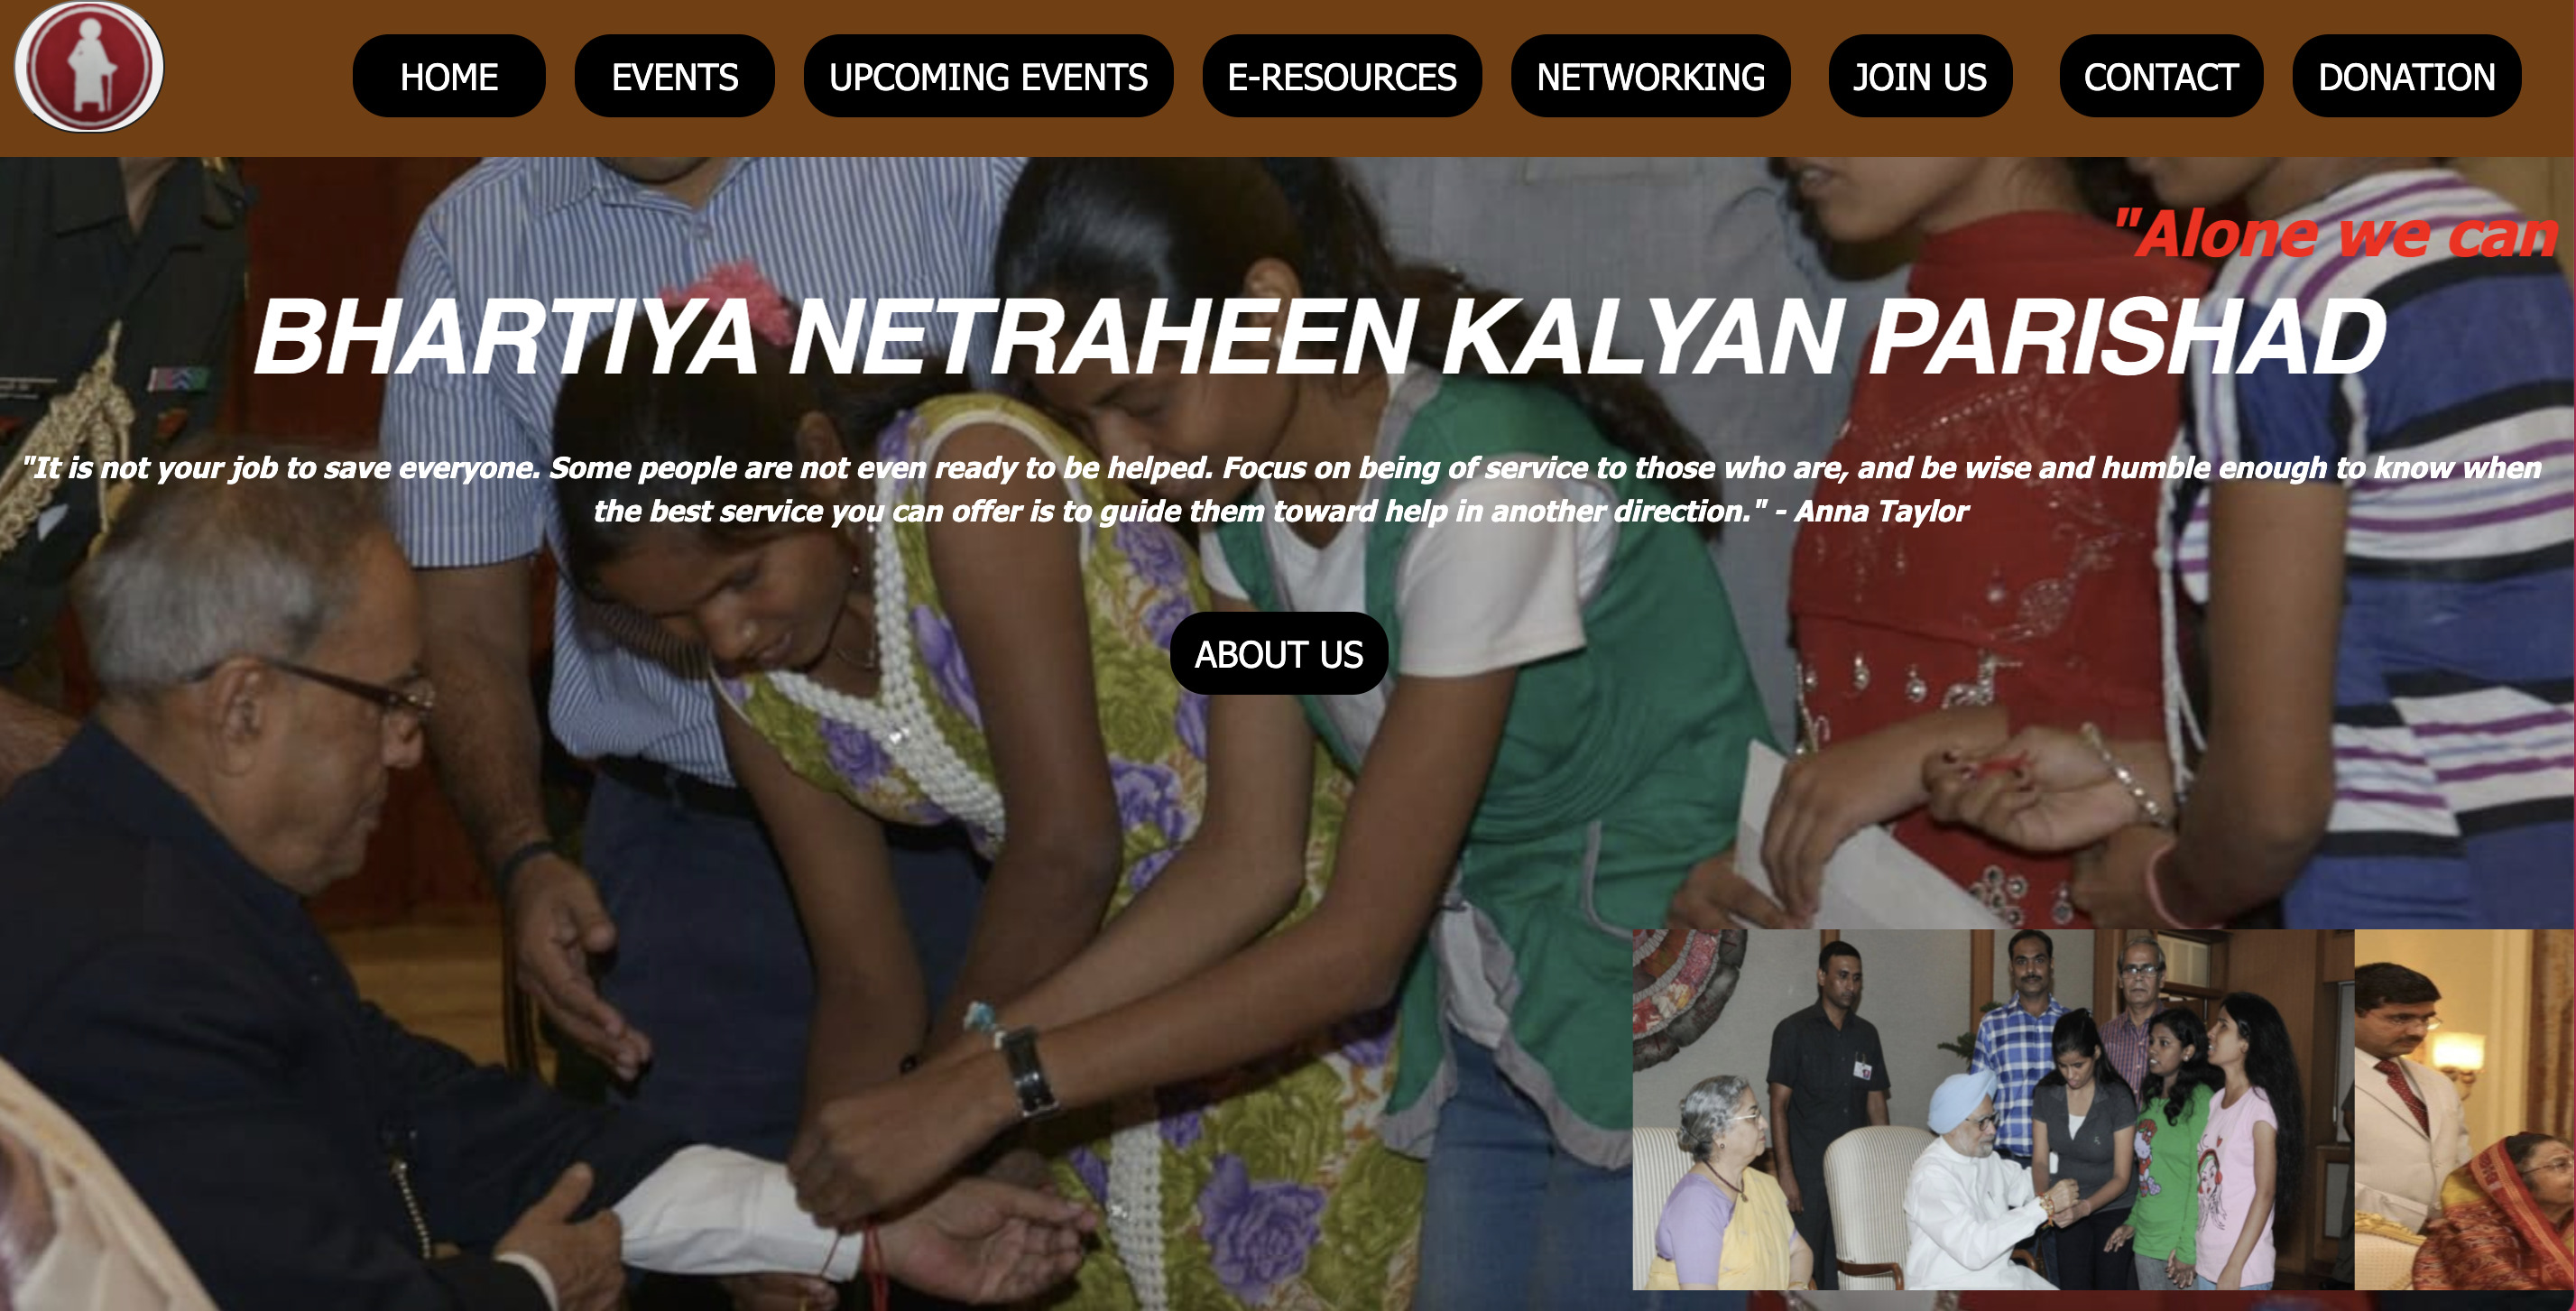 HOME
EVENTS
UPCOMING EVENTS
E-RESOURCES
NETWORKING
JOIN US
CONTACT
DONATION
"Alone we can
BHARTIYA NETRAHEEN KALYAN PARISHAD
"It is not your job to save everyone. Some people are not even ready to be helped. Focus on being of service to those who are, and be wise and humble enough to know when
the best service you can offer is to guide them toward help in another direction." - Anna Taylor
ABOUT US